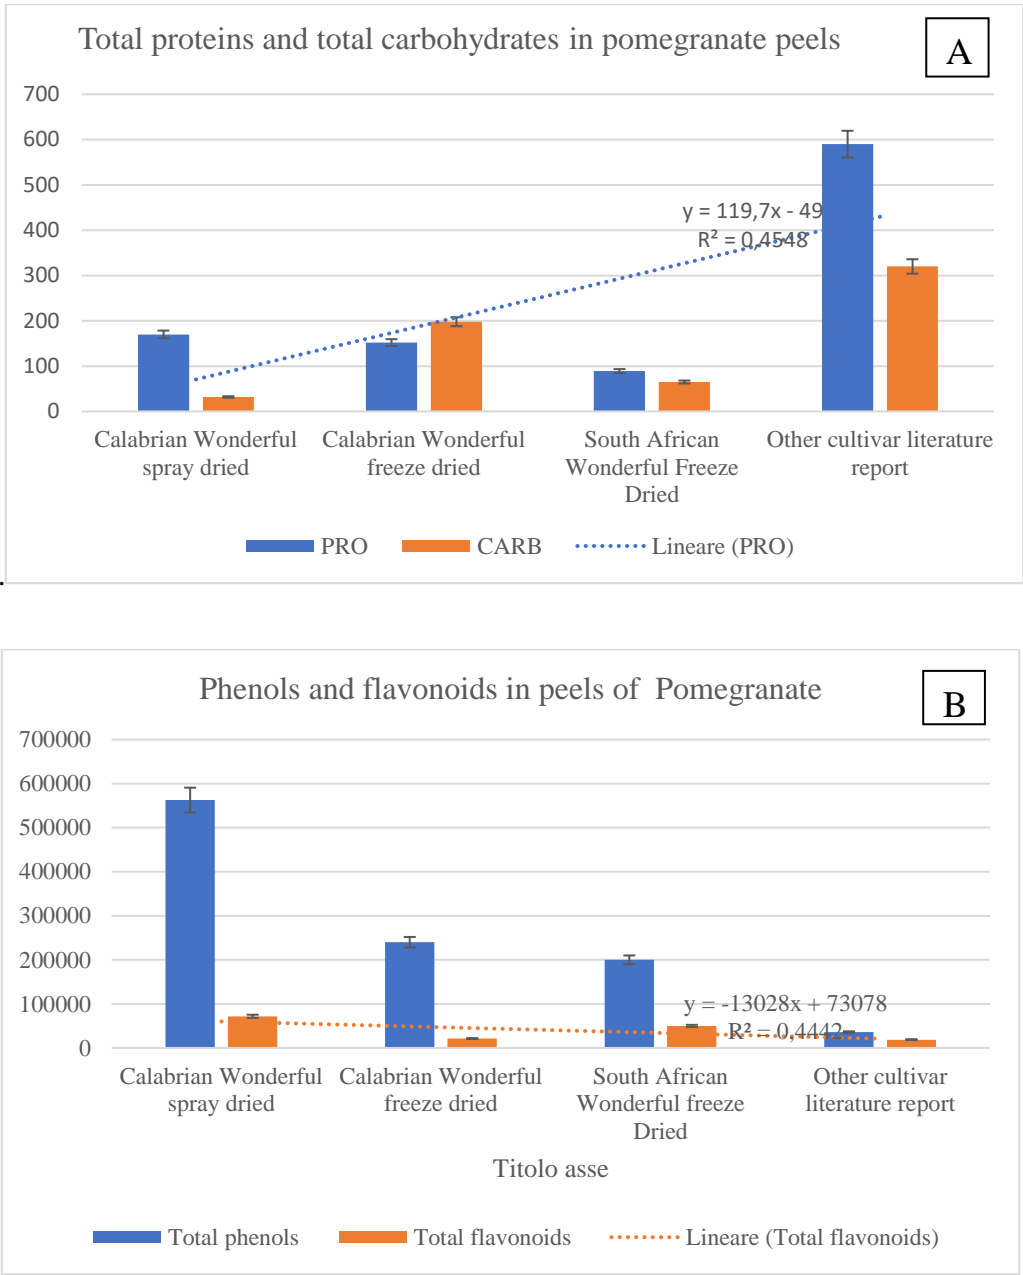 Total proteins and total carbohydrates in pomegranate peels
A
700
600
500
400
300
200
100
0
y = 119,7x - 49
R² = 0,4548
Calabrian Wonderful
spray dried
Calabrian Wonderful
freeze dried
South African
Wonderful Freeze
Dried
Other cultivar literature
report
PRO
CARB
Lineare (PRO)
.
Phenols and flavonoids in peels of Pomegranate
B
700000
600000
500000
400000
300000
200000
100000
0
y = -13028x + 73078
R² = 0,4442
Calabrian Wonderful
spray dried
Calabrian Wonderful
freeze dried
South African
Wonderful freeze
Dried
Other cultivar
literature report
Titolo asse
Total phenols
Total flavonoids
Lineare (Total flavonoids)